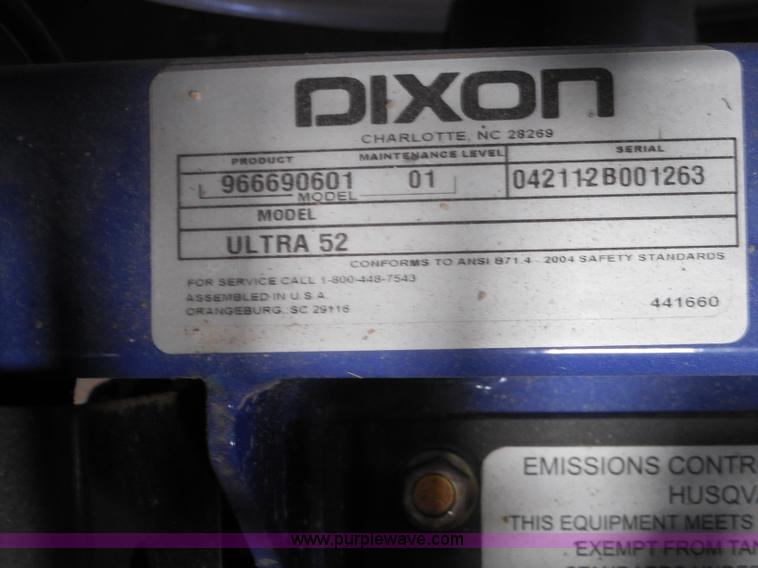 DIXON
CHARLOTTE, NC 28269
PRODUCT MAINTENANCE LEVEL SERIAL
966690601 01 042112B001263
MODEL
MODEL
ULTRA 52
CONFORMS TO ANSI B71.4 - 2004 SAFETY STANDARDS
FOR SERVICE CALL 1-800-448-7543
ASSEMBLED IN U.S.A.
ORANGEBURG, SC 29116
441660
EMISSIONS CONTR
HUSQVA
THIS EQUIPMENT MEETS
EXEMPT FROM TAN
www.purplewave.com